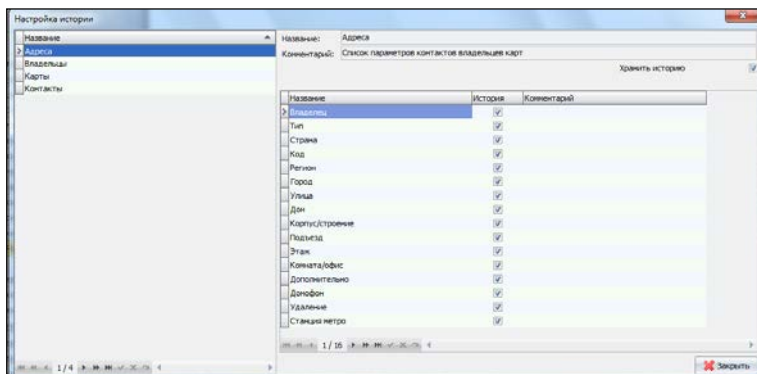 Настройка истории
Название
Адреса
Владельцы
Карты
Контакты
1 / 4
Название: Адреса
Комментарий: Список параметров контактов владельцев карт
Хранить историю
Название История Комментарий
Владелец
Тип
Страна
Код
Регион
Город
Улица
Дом
Корпус/строение
Подъезд
Этаж
Комната/офис
Дополнительно
Домофон
Удаление
Станция метро
1 / 16
Закрыть